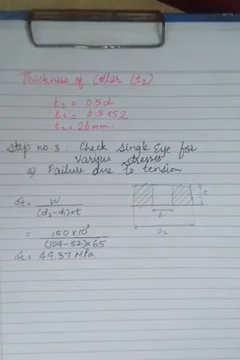 Thickness of Coller (t2)
t2 = 0.5d
t2 = 0.5×52
t2 = 26mm.
Step no.3: Check Single Eye for
various stresses
a) Failure due to tension
σt = W
(d2-d1)×t
= 150×10³
(104-52)×65
σt = 44.37 MPa
t
d1
d2